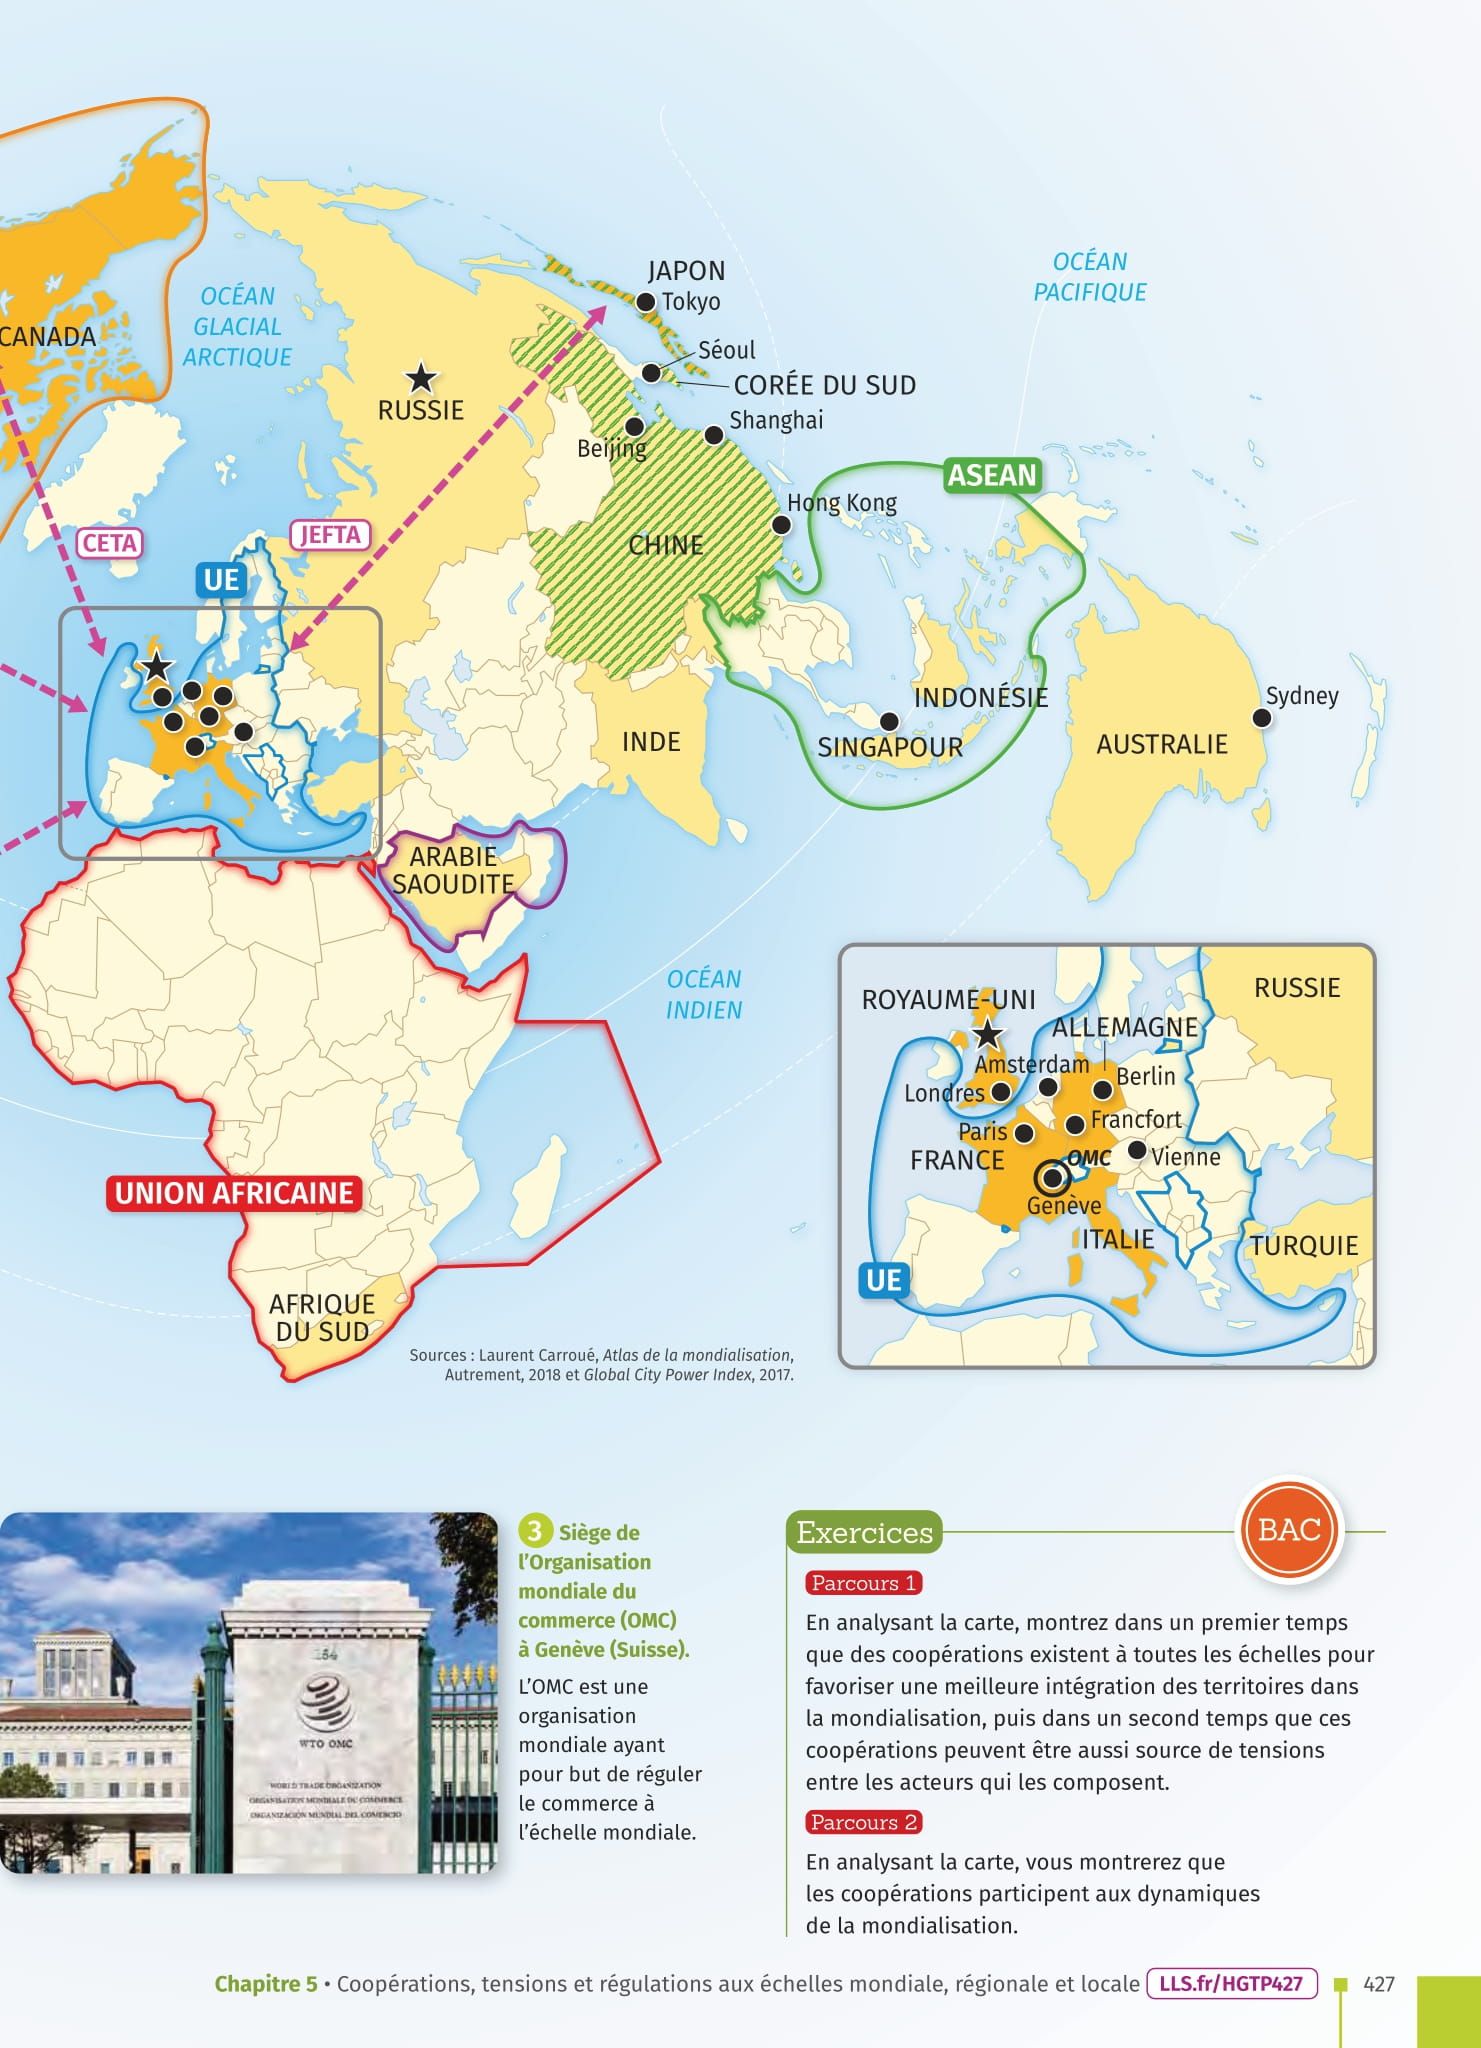 OCÉAN
PACIFIQUE
JAPON
Tokyo
OCÉAN
GLACIAL
ARCTIQUE
CANADA
Séoul
CORÉE DU SUD
RUSSIE
Shanghai
Beijing
ASEAN
Hong Kong
CETA
JEFTA
CHINE
UE
INDONÉSIE
Sydney
INDE
SINGAPOUR
AUSTRALIE
ARABIE
SAOUDITE
OCÉAN
INDIEN
ROYAUME-UNI
RUSSIE
ALLEMAGNE
Amsterdam
Berlin
Londres
Francfort
Paris
FRANCE
OMC
Vienne
Genève
ITALIE
TURQUIE
UE
UNION AFRICAINE
AFRIQUE
DU SUD
Sources : Laurent Carroué, Atlas de la mondialisation,
Autrement, 2018 et Global City Power Index, 2017.
154
WTO OMC
WORLD TRADE ORGANIZATION
ORGANISATION MONDIALE DU COMMERCE
ORGANIZACIÓN MUNDIAL DEL COMERCIO
3 Siège de
l'Organisation
mondiale du
commerce (OMC)
à Genève (Suisse).
L'OMC est une
organisation
mondiale ayant
pour but de réguler
le commerce à
l'échelle mondiale.
Exercices
BAC
Parcours 1
En analysant la carte, montrez dans un premier temps
que des coopérations existent à toutes les échelles pour
favoriser une meilleure intégration des territoires dans
la mondialisation, puis dans un second temps que ces
coopérations peuvent être aussi source de tensions
entre les acteurs qui les composent.
Parcours 2
En analysant la carte, vous montrerez que
les coopérations participent aux dynamiques
de la mondialisation.
Chapitre 5 • Coopérations, tensions et régulations aux échelles mondiale, régionale et locale LLS.fr/HGTP427
427